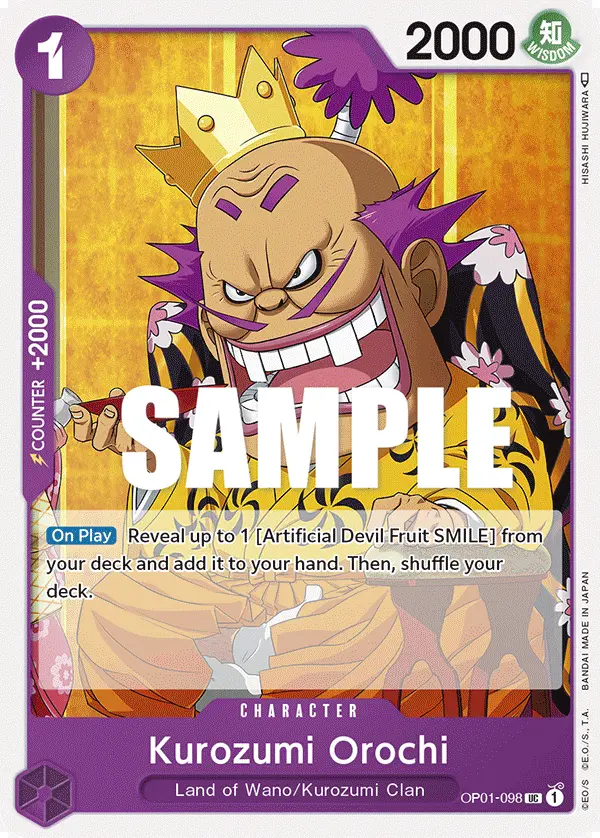 1
2000
知
WISDOM
HISASHI HUJIWARA
COUNTER +2000
SAMPLE
On Play Reveal up to 1 [Artificial Devil Fruit SMILE] from
your deck and add it to your hand. Then, shuffle your
deck.
©EO/S ©E.O./S., T.A. BANDAI MADE IN JAPAN
CHARACTER
Kurozumi Orochi
Land of Wano/Kurozumi Clan
OP01-098 UC 1